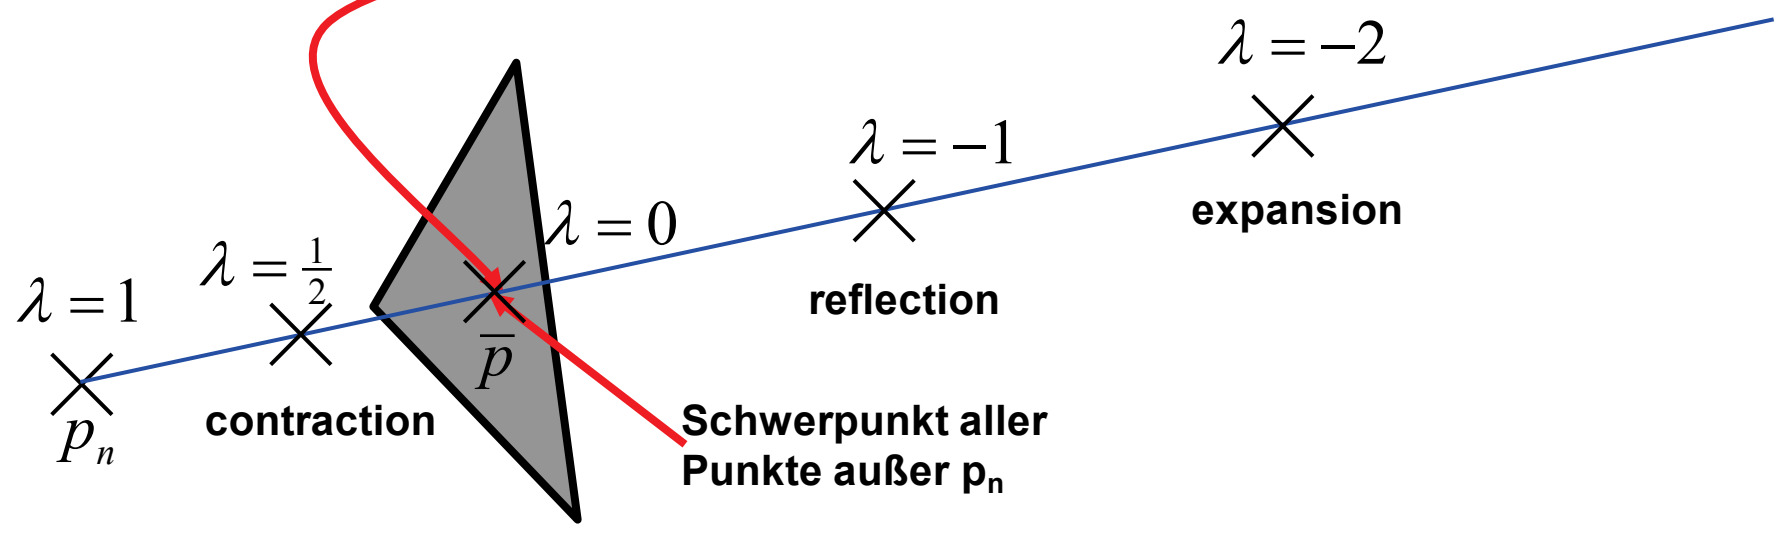 λ = −2
λ = −1
expansion
λ = 0
λ = 1/2
λ = 1
reflection
p̅
contraction
pₙ
Schwerpunkt aller
Punkte außer pₙ